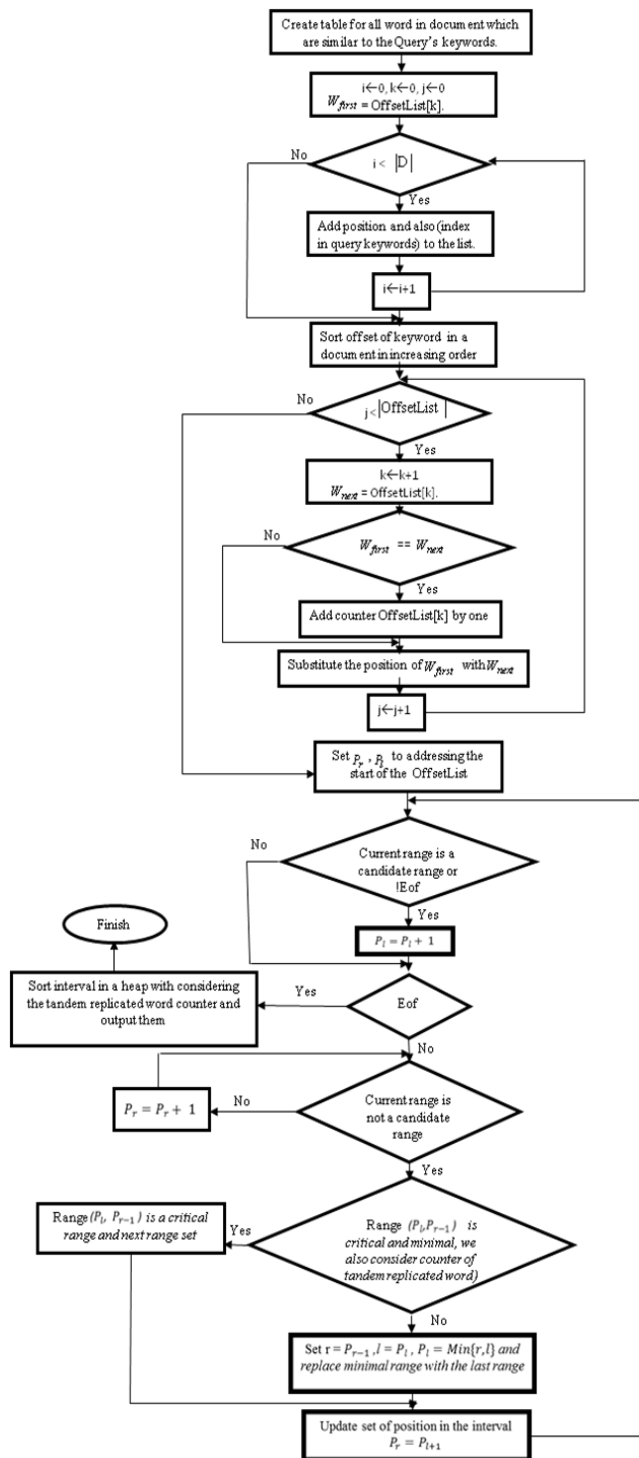 Create table for all word in document which
are similar to the Query's keywords.
i←0, k←0, j←0
W_first = OffsetList[k].
No
i < |D|
Yes
Add position and also (index
in query keywords) to the list.
i←i+1
Sort offset of keyword in a
document in increasing order
No
j<|OffsetList |
Yes
k←k+1
W_next = OffsetList[k].
No
W_first == W_next
Yes
Add counter OffsetList[k] by one
Substitute the position of W_first with W_next
j←j+1
Set P_r , P_l to addressing the
start of the OffsetList
No
Current range is a
candidate range or
!Eof
Yes
Finish
P_l = P_l + 1
Sort interval in a heap with considering
the tandem replicated word counter and
output them
Yes
Eof
No
P_r = P_r + 1
No
Current range is
not a candidate
range
Yes
Range (P_l, P_{r-1}) is a critical
range and next range set
Yes
Range (P_l,P_{r-1}) is
critical and minimal, we
also consider counter of
tandem replicated word)
No
Set r = P_{r-1} ,l = P_l , P_l = Min{r,l} and
replace minimal range with the last range
Update set of position in the interval
P_r = P_{l+1}